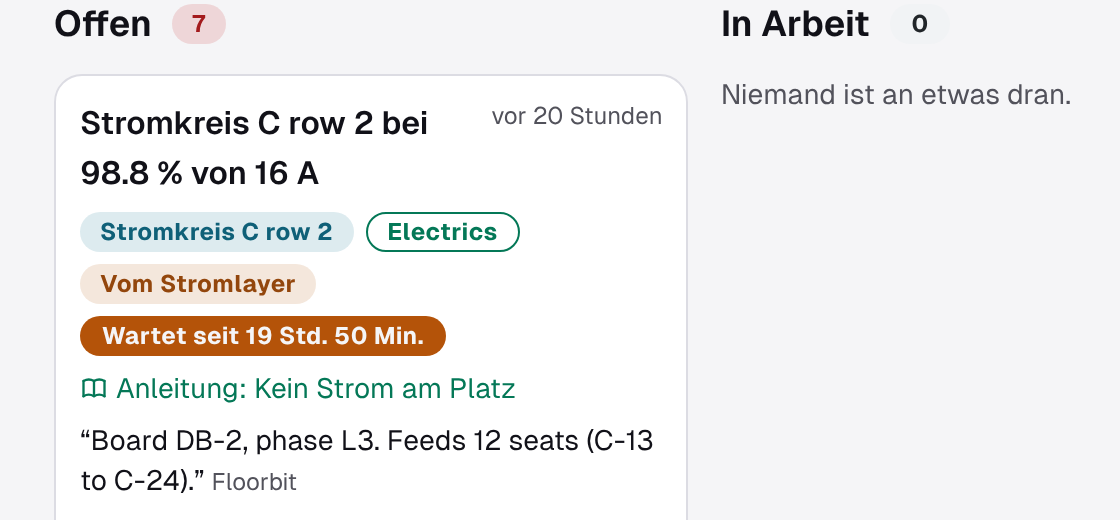 Offen 7
In Arbeit 0
Niemand ist an etwas dran.
Stromkreis C row 2 bei
98.8 % von 16 A
vor 20 Stunden
Stromkreis C row 2
Electrics
Vom Stromlayer
Wartet seit 19 Std. 50 Min.
Anleitung: Kein Strom am Platz
“Board DB-2, phase L3. Feeds 12 seats (C-13
to C-24).” Floorbit